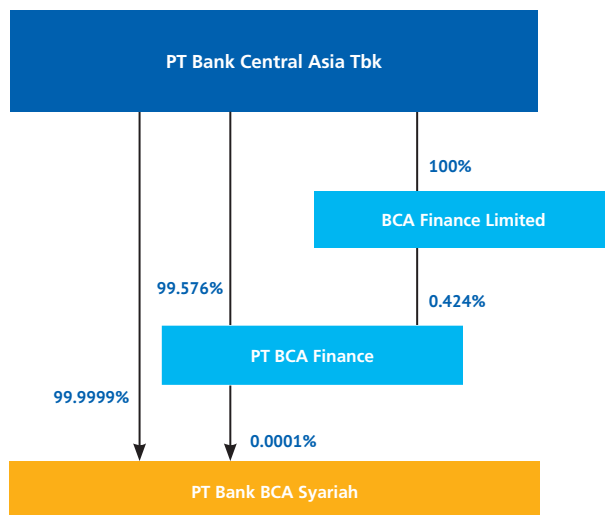 PT Bank Central Asia Tbk
100%
BCA Finance Limited
99.576%
0.424%
PT BCA Finance
99.9999%
0.0001%
PT Bank BCA Syariah